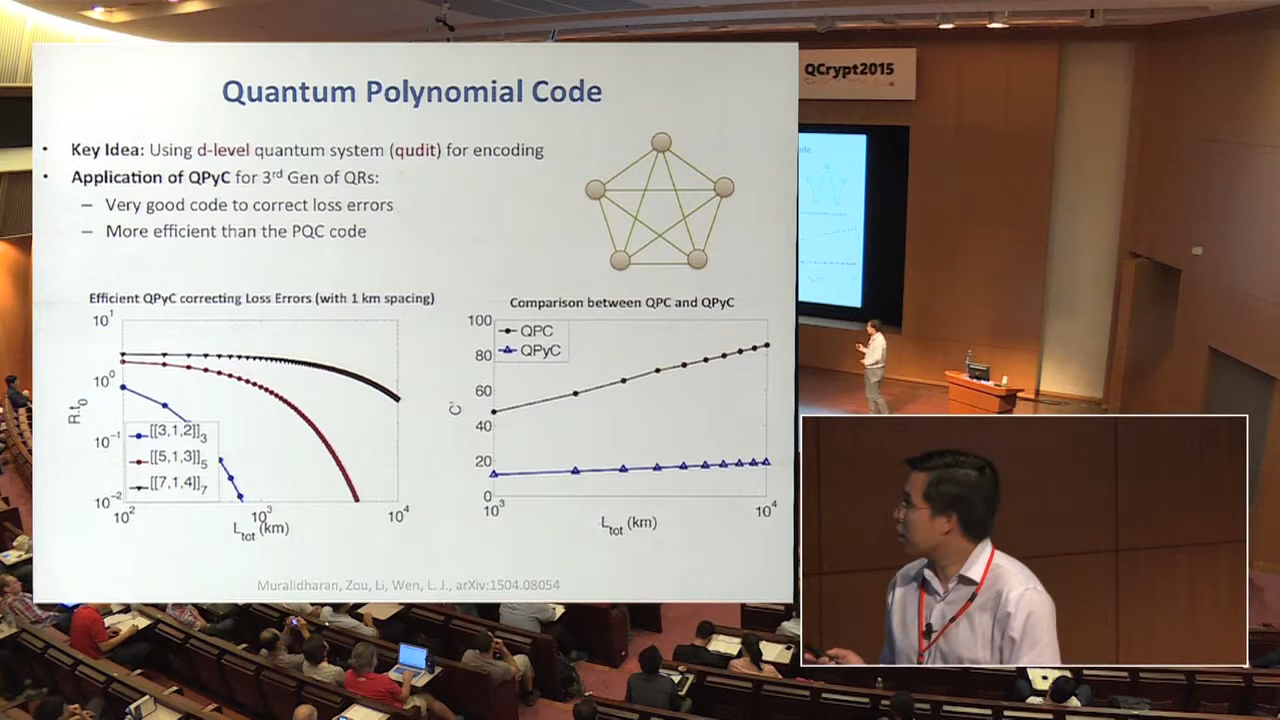 Quantum Polynomial Code
QCrypt2015
• Key Idea: Using d-level quantum system (qudit) for encoding
• Application of QPyC for 3rd Gen of QRs:
– Very good code to correct loss errors
– More efficient than the PQC code
Efficient QPyC correcting Loss Errors (with 1 km spacing)
10^1
10^0
10^-1
10^-2
R.t_0
[[3,1,2]]_3
[[5,1,3]]_5
[[7,1,4]]_7
10^2
10^3
10^4
L_tot (km)
Comparison between QPC and QPyC
100
80
60
40
20
0
C'
QPC
QPyC
10^3
10^4
L_tot (km)
Muralidharan, Zou, Li, Wen, L. J., arXiv:1504.08054